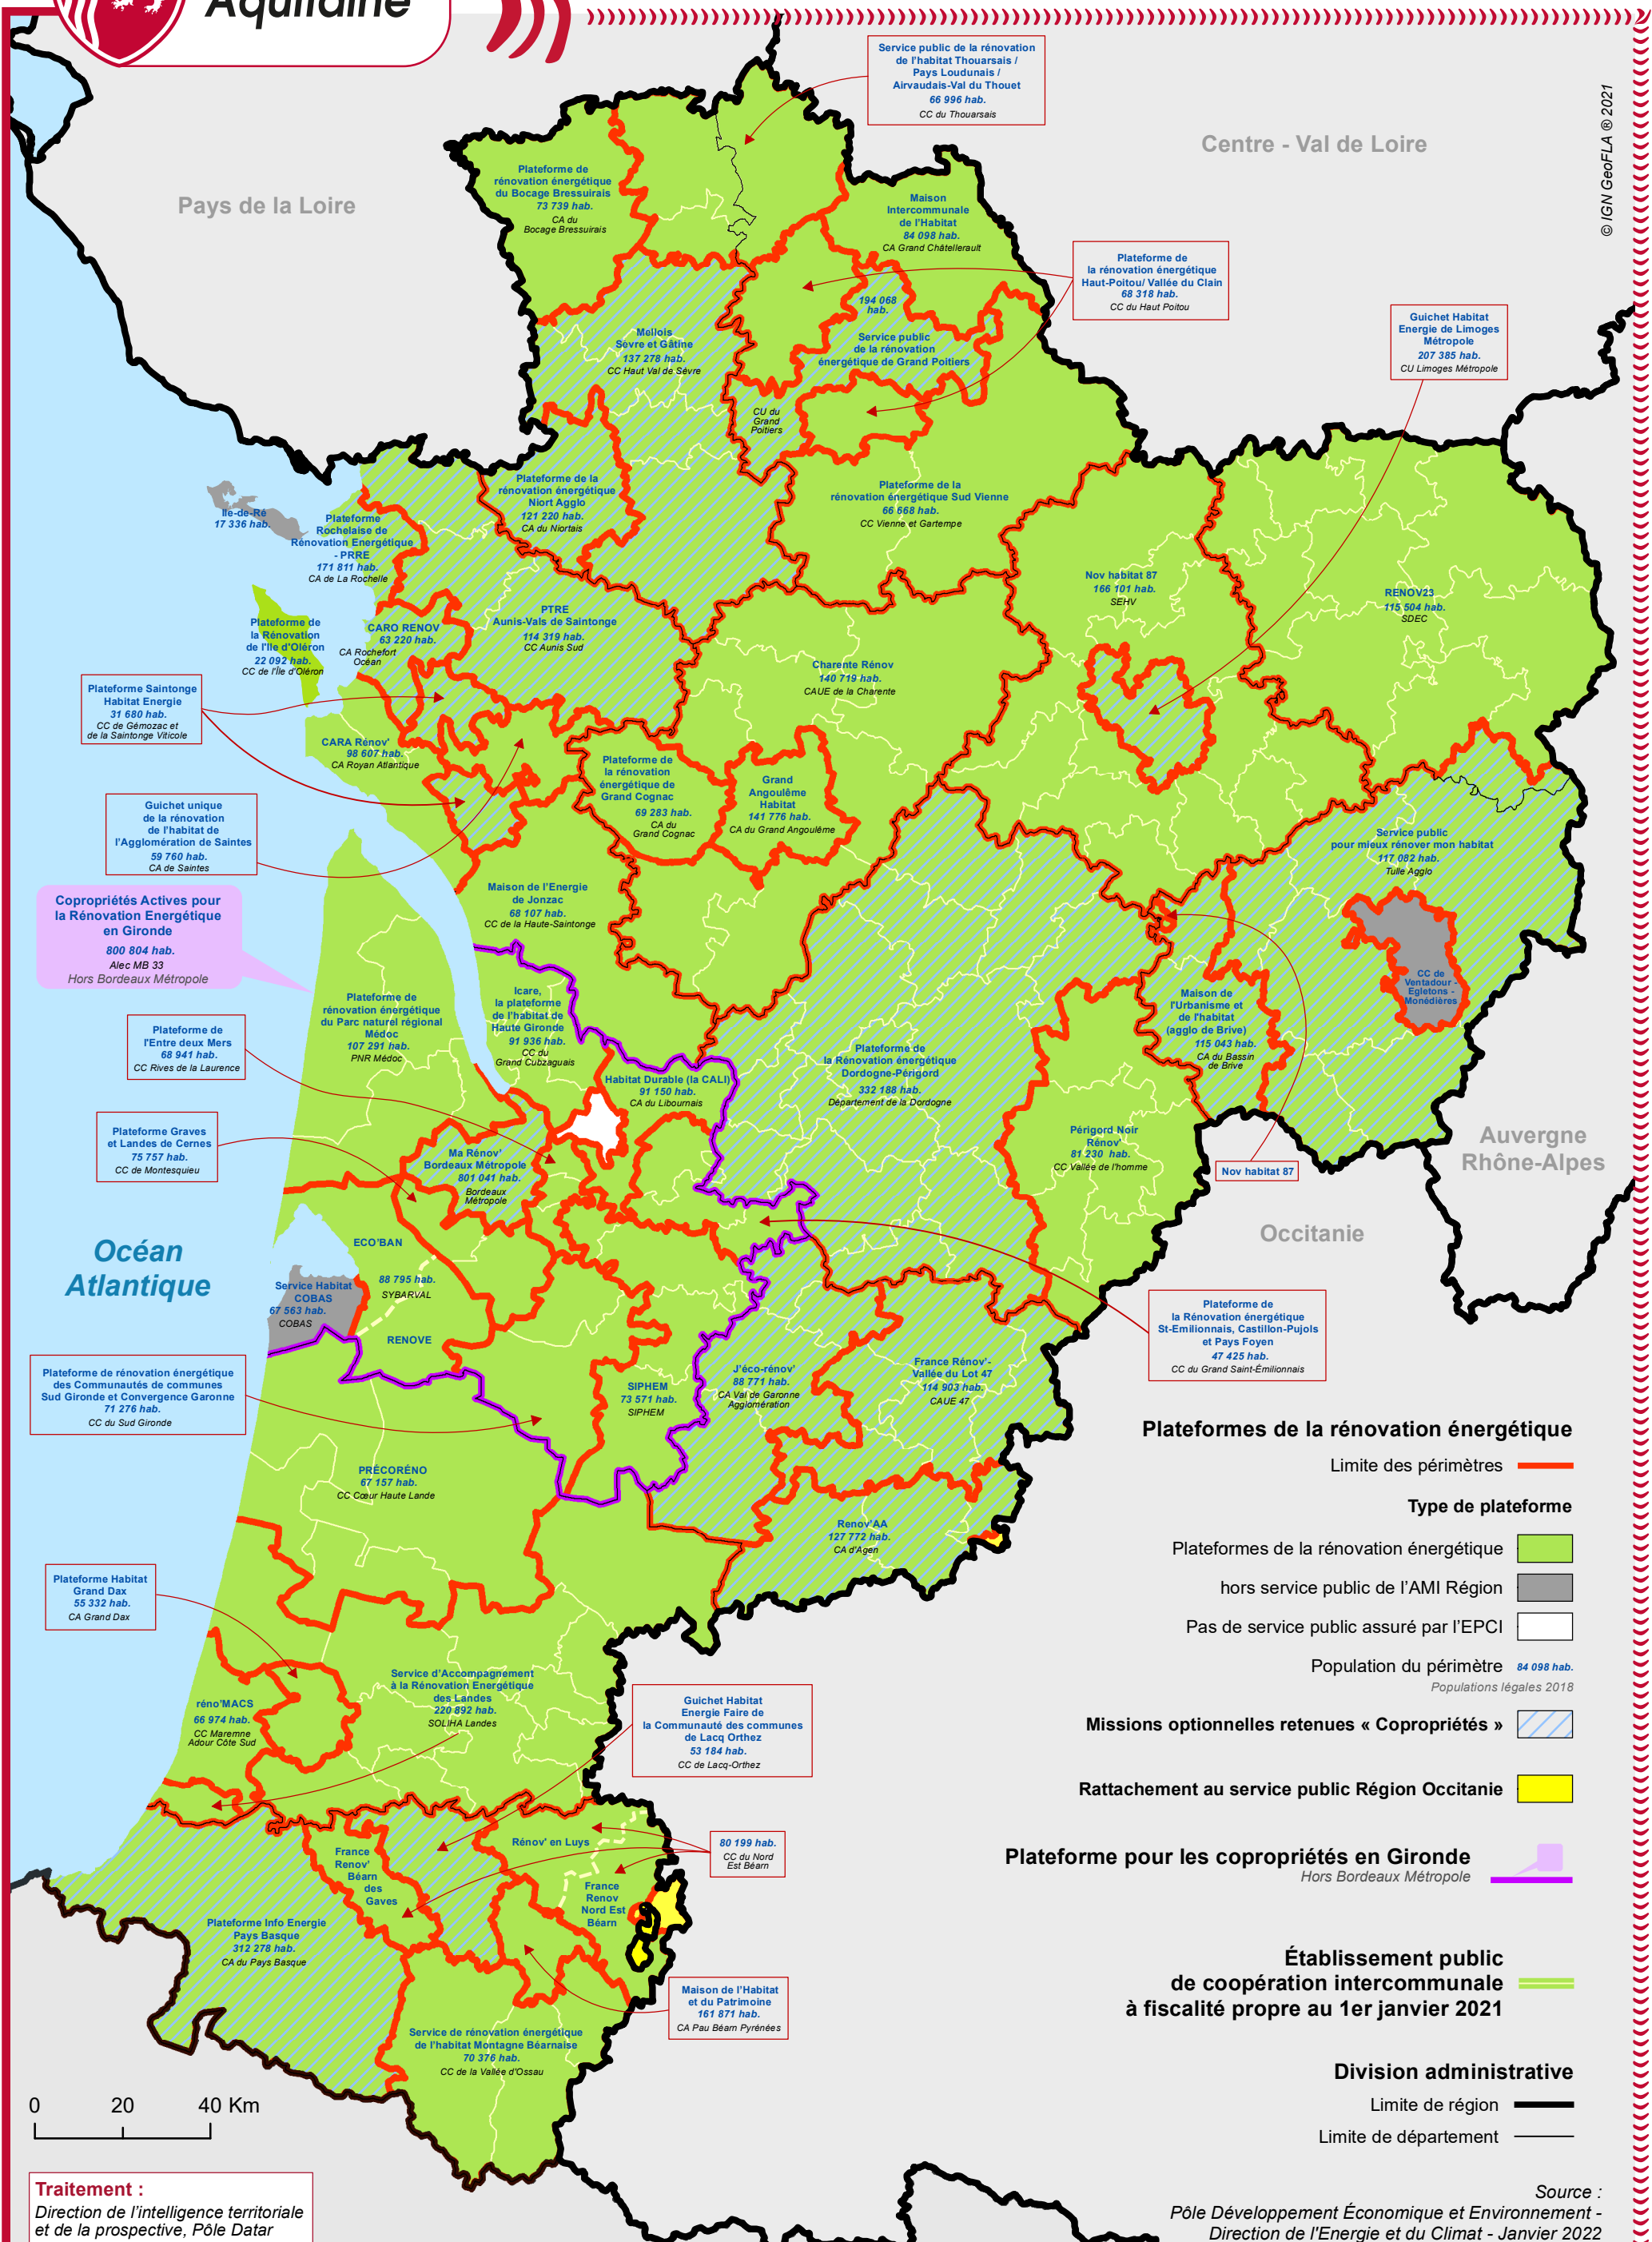 Aquitaine
© IGN GeoFLA ® 2021
Pays de la Loire
Centre - Val de Loire
Service public de la rénovation
de l'habitat Thouarsais /
Pays Loudunais /
Airvaudais-Val du Thouet
66 996 hab.
CC du Thouarsais
Plateforme de
rénovation énergétique
du Bocage Bressuirais
73 739 hab.
CA du
Bocage Bressuirais
Maison
Intercommunale
de l'Habitat
84 098 hab.
CA Grand Châtellerault
Plateforme de
la rénovation énergétique
Haut-Poitou/ Vallée du Clain
68 318 hab.
CC du Haut Poitou
194 068
hab.
Service public
de la rénovation
énergétique de Grand Poitiers
CU du
Grand
Poitiers
Mellois
Sèvre et Gâtine
137 278 hab.
CC Haut Val de Sèvre
Guichet Habitat
Energie de Limoges
Métropole
207 385 hab.
CU Limoges Métropole
Plateforme de la
rénovation énergétique
Niort Agglo
121 220 hab.
CA du Niortais
Plateforme de la
rénovation énergétique Sud Vienne
66 668 hab.
CC Vienne et Gartempe
Ile-de-Ré
17 336 hab.
Plateforme
Rochelaise de
Rénovation Energétique
- PRRE
171 811 hab.
CA de La Rochelle
Nov habitat 87
166 101 hab.
SEHV
RENOV23
115 504 hab.
SDEC
PTRE
Aunis-Vals de Saintonge
114 319 hab.
CC Aunis Sud
Plateforme de
la Rénovation
de l'Ile d'Oléron
22 092 hab.
CC de l'Île d'Oléron
CARO RENOV
63 220 hab.
CA Rochefort
Océan
Charente Rénov
140 719 hab.
CAUE de la Charente
Plateforme Saintonge
Habitat Energie
31 680 hab.
CC de Gémozac et
de la Saintonge Viticole
CARA Rénov'
98 607 hab.
CA Royan Atlantique
Plateforme de
la rénovation
énergétique de
Grand Cognac
69 283 hab.
CA du
Grand Cognac
Grand
Angoulême
Habitat
141 776 hab.
CA du Grand Angoulême
Guichet unique
de la rénovation
de l'habitat de
l'Agglomération de Saintes
59 760 hab.
CA de Saintes
Service public
pour mieux rénover mon habitat
117 082 hab.
Tulle Agglo
Maison de l'Energie
de Jonzac
68 107 hab.
CC de la Haute-Saintonge
Copropriétés Actives pour
la Rénovation Energétique
en Gironde
800 804 hab.
Alec MB 33
Hors Bordeaux Métropole
CC de
Ventadour -
Egletons -
Monédières
Plateforme de
rénovation énergétique
du Parc naturel régional
Médoc
107 291 hab.
PNR Médoc
Icare,
la plateforme
de l'habitat de
Haute Gironde
91 936 hab.
CC du
Grand Cubzaguais
Maison de
l'Urbanisme et
de l'habitat
(agglo de Brive)
115 043 hab.
CA du Bassin
de Brive
Plateforme de
l'Entre deux Mers
68 941 hab.
CC Rives de la Laurence
Plateforme de
la Rénovation énergétique
Dordogne-Périgord
332 188 hab.
Département de la Dordogne
Habitat Durable (la CALI)
91 150 hab.
CA du Libournais
Plateforme Graves
et Landes de Cernes
75 757 hab.
CC de Montesquieu
Ma Rénov'
Bordeaux Métropole
801 041 hab.
Bordeaux
Métropole
Périgord Noir
Rénov'
81 230 hab.
CC Vallée de l'homme
Nov habitat 87
Auvergne
Rhône-Alpes
Occitanie
Océan
Atlantique
ECO'BAN
88 795 hab.
SYBARVAL
RENOVE
Service Habitat
COBAS
67 563 hab.
COBAS
Plateforme de
la Rénovation énergétique
St-Emilionnais, Castillon-Pujols
et Pays Foyen
47 425 hab.
CC du Grand Saint-Émilionnais
Plateforme de rénovation énergétique
des Communautés de communes
Sud Gironde et Convergence Garonne
71 276 hab.
CC du Sud Gironde
SIPHEM
73 571 hab.
SIPHEM
J'éco-rénov'
88 771 hab.
CA Val de Garonne
Agglomération
France Rénov'-
Vallée du Lot 47
114 903 hab.
CAUE 47
PRÉCORÉNO
67 157 hab.
CC Cœur Haute Lande
Renov'AA
127 772 hab.
CA d'Agen
Plateforme Habitat
Grand Dax
55 332 hab.
CA Grand Dax
Service d'Accompagnement
à la Rénovation Energétique
des Landes
220 892 hab.
SOLIHA Landes
réno'MACS
66 974 hab.
CC Maremne
Adour Côte Sud
Guichet Habitat
Energie Faire de
la Communauté des communes
de Lacq Orthez
53 184 hab.
CC de Lacq-Orthez
Rénov' en Luys
80 199 hab.
CC du Nord
Est Béarn
France
Renov'
Béarn
des
Gaves
France
Renov
Nord Est
Béarn
Plateforme Info Energie
Pays Basque
312 278 hab.
CA du Pays Basque
Maison de l'Habitat
et du Patrimoine
161 871 hab.
CA Pau Béarn Pyrénées
Service de rénovation énergétique
de l'habitat Montagne Béarnaise
70 376 hab.
CC de la Vallée d'Ossau
Plateformes de la rénovation énergétique
Limite des périmètres
Type de plateforme
Plateformes de la rénovation énergétique
hors service public de l'AMI Région
Pas de service public assuré par l'EPCI
Population du périmètre 84 098 hab.
Populations légales 2018
Missions optionnelles retenues « Copropriétés »
Rattachement au service public Région Occitanie
Plateforme pour les copropriétés en Gironde
Hors Bordeaux Métropole
Établissement public
de coopération intercommunale
à fiscalité propre au 1er janvier 2021
Division administrative
Limite de région
Limite de département
0 20 40 Km
Traitement :
Direction de l'intelligence territoriale
et de la prospective, Pôle Datar
Source :
Pôle Développement Économique et Environnement -
Direction de l'Energie et du Climat - Janvier 2022